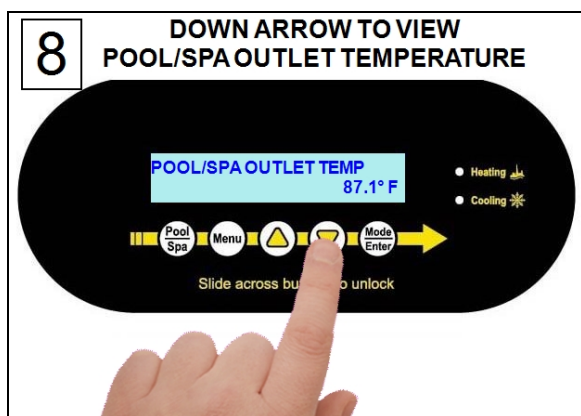 8
DOWN ARROW TO VIEW
POOL/SPA OUTLET TEMPERATURE
POOL/SPA OUTLET TEMP
87.1° F
Heating
Cooling
Pool
Spa
Menu
Mode
Enter
Slide across bu o unlock